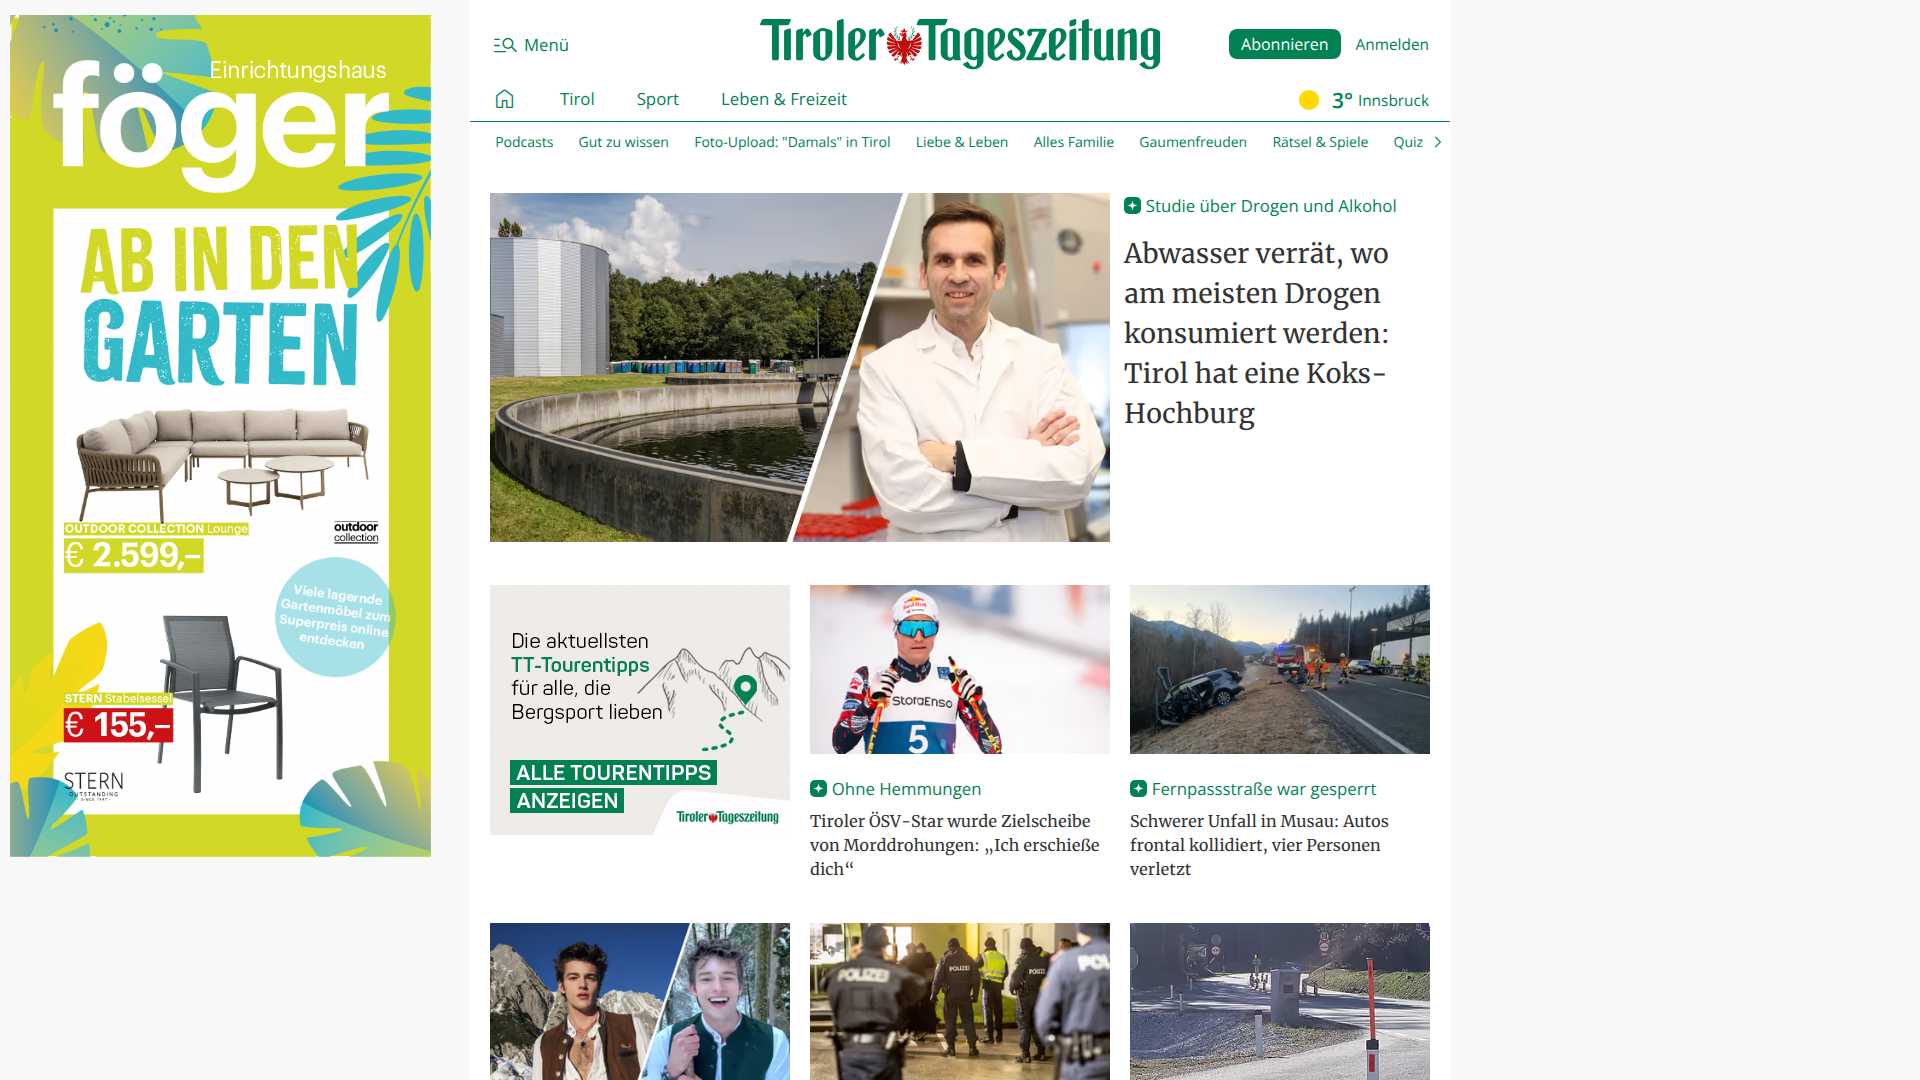 Einrichtungshaus
föger
AB IN DEN
GARTEN
OUTDOOR COLLECTION Lounge
€ 2.599,–
outdoor
collection
Viele lagernde
Gartenmöbel zum
Superpreis online
entdecken
STERN Stabelsessel
€ 155,–
STERN
OUTSTANDING
Menü
Tiroler Tageszeitung
Abonnieren
Anmelden
Tirol
Sport
Leben & Freizeit
3° Innsbruck
Podcasts
Gut zu wissen
Foto-Upload: "Damals" in Tirol
Liebe & Leben
Alles Familie
Gaumenfreuden
Rätsel & Spiele
Quiz
Studie über Drogen und Alkohol
Abwasser verrät, wo
am meisten Drogen
konsumiert werden:
Tirol hat eine Koks-
Hochburg
Die aktuellsten
TT-Tourentipps
für alle, die
Bergsport lieben
ALLE TOURENTIPPS
ANZEIGEN
Tiroler Tageszeitung
Red Bull
StoraEnso
5
Ohne Hemmungen
Tiroler ÖSV-Star wurde Zielscheibe
von Morddrohungen: „Ich erschieße
dich“
Fernpassstraße war gesperrt
Schwerer Unfall in Musau: Autos
frontal kollidiert, vier Personen
verletzt
POLIZEI
POLIZEI
POLIZEI